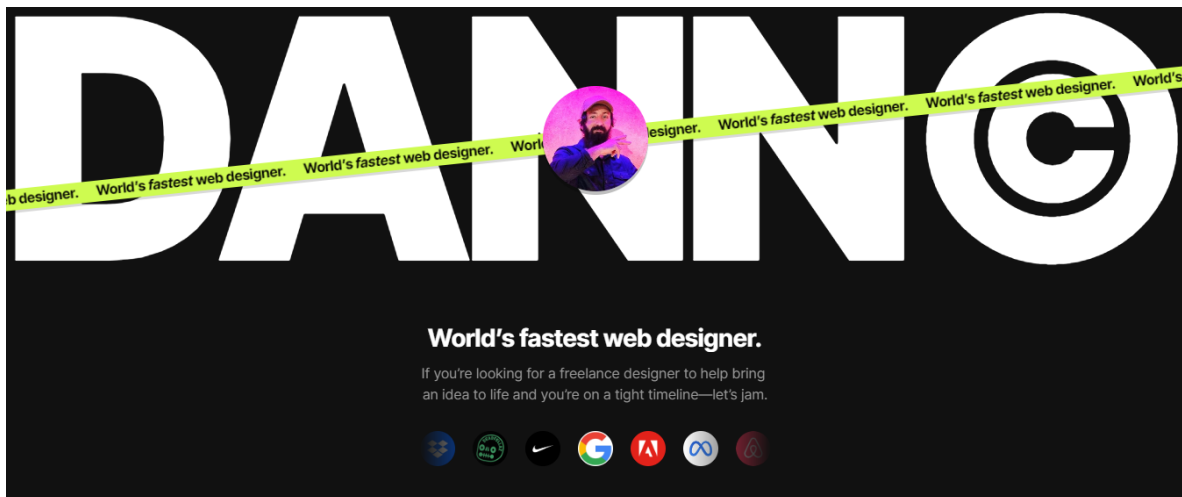 DANN©
b designer. World's fastest web designer. World's fastest web designer. Worl designer. World's fastest web designer. World's fastest web designer. World's
World's fastest web designer.
If you're looking for a freelance designer to help bring
an idea to life and you're on a tight timeline—let's jam.